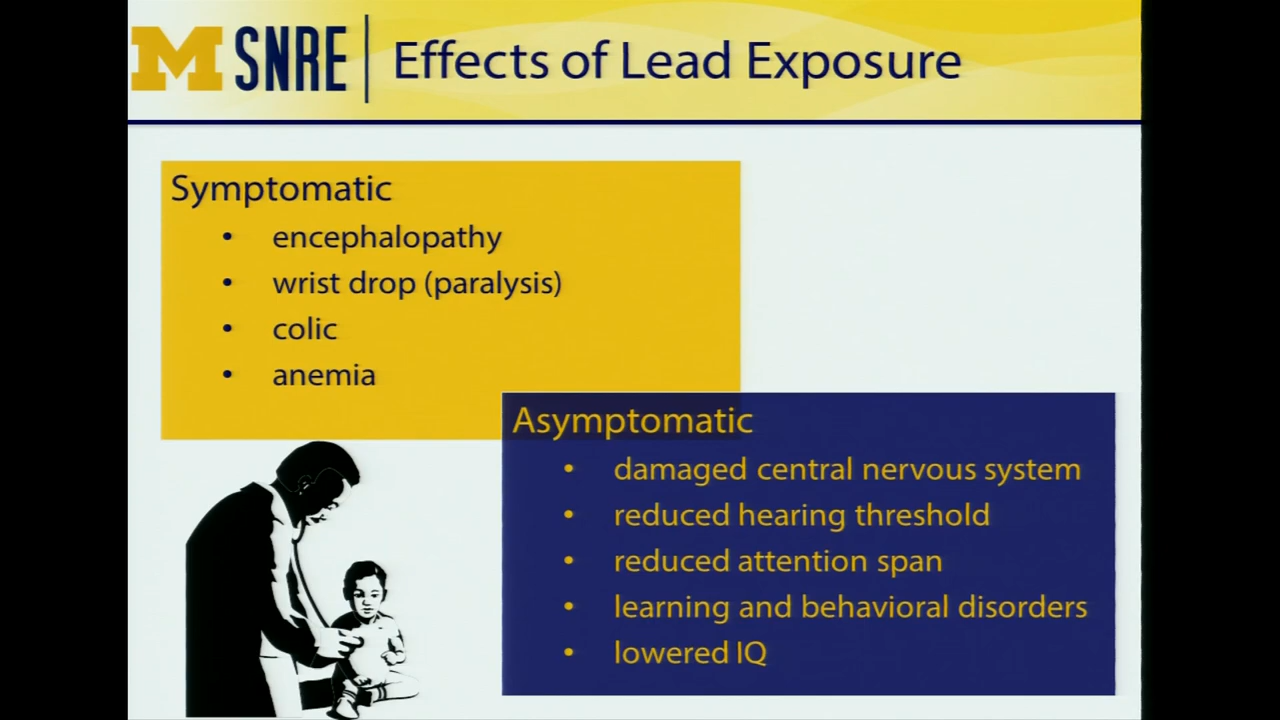 M SNRE Effects of Lead Exposure
Symptomatic
• encephalopathy
• wrist drop (paralysis)
• colic
• anemia
Asymptomatic
• damaged central nervous system
• reduced hearing threshold
• reduced attention span
• learning and behavioral disorders
• lowered IQ